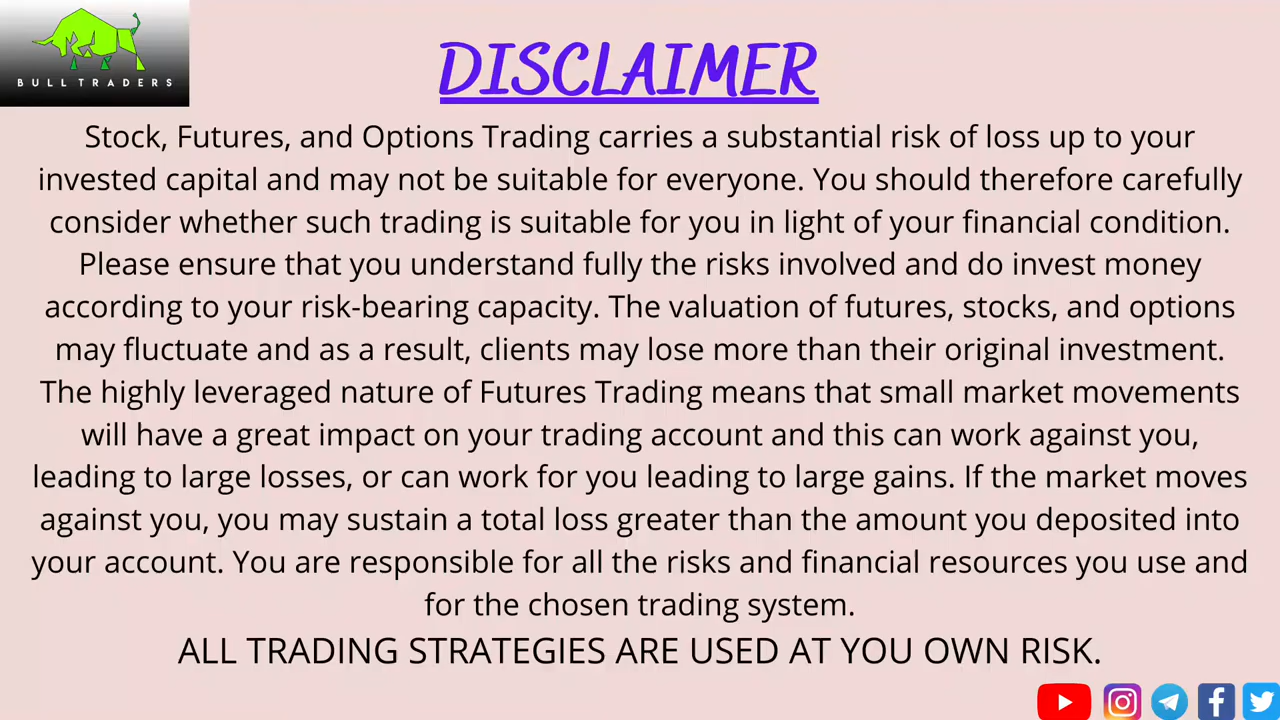 BULL TRADERS
DISCLAIMER
Stock, Futures, and Options Trading carries a substantial risk of loss up to your
invested capital and may not be suitable for everyone. You should therefore carefully
consider whether such trading is suitable for you in light of your financial condition.
Please ensure that you understand fully the risks involved and do invest money
according to your risk-bearing capacity. The valuation of futures, stocks, and options
may fluctuate and as a result, clients may lose more than their original investment.
The highly leveraged nature of Futures Trading means that small market movements
will have a great impact on your trading account and this can work against you,
leading to large losses, or can work for you leading to large gains. If the market moves
against you, you may sustain a total loss greater than the amount you deposited into
your account. You are responsible for all the risks and financial resources you use and
for the chosen trading system.
ALL TRADING STRATEGIES ARE USED AT YOU OWN RISK.